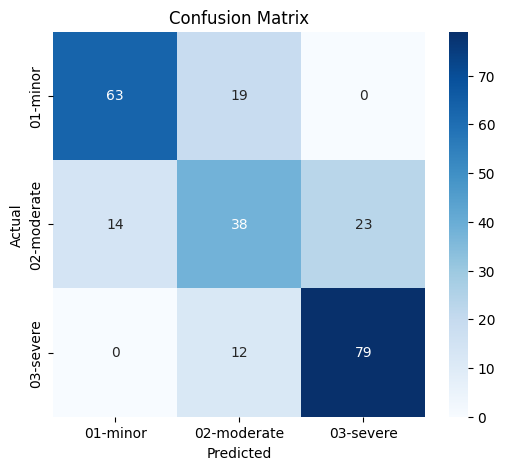 Confusion Matrix
Actual
01-minor
02-moderate
03-severe
63 19 0
14 38 23
0 12 79
01-minor 02-moderate 03-severe
Predicted
70
60
50
40
30
20
10
0